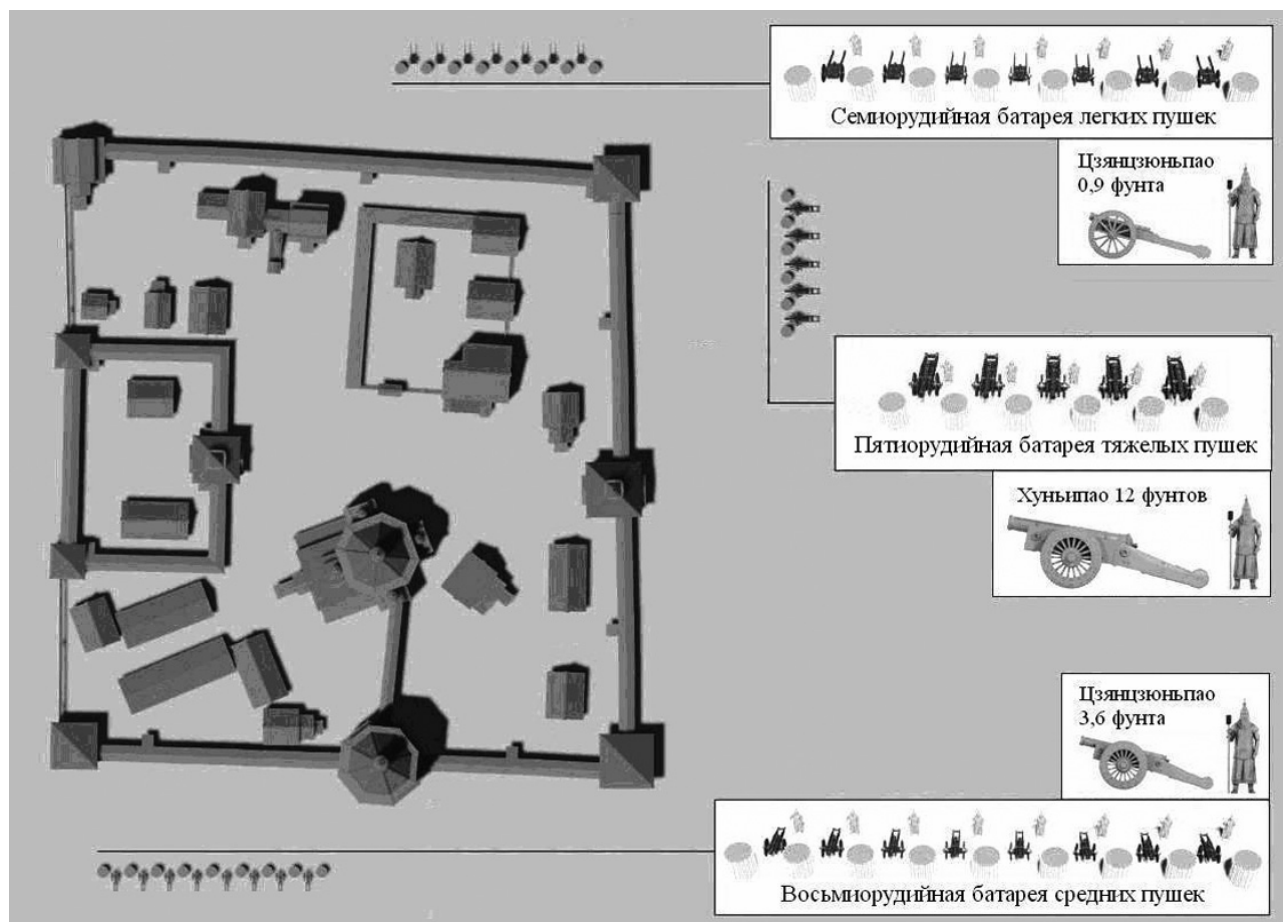 Семиорудийная батарея легких пушек
Цзянцзюньпао
0,9 фунта
Пятиорудийная батарея тяжелых пушек
Хуньипао 12 фунтов
Цзянцзюньпао
3,6 фунта
Восьмиорудийная батарея средних пушек